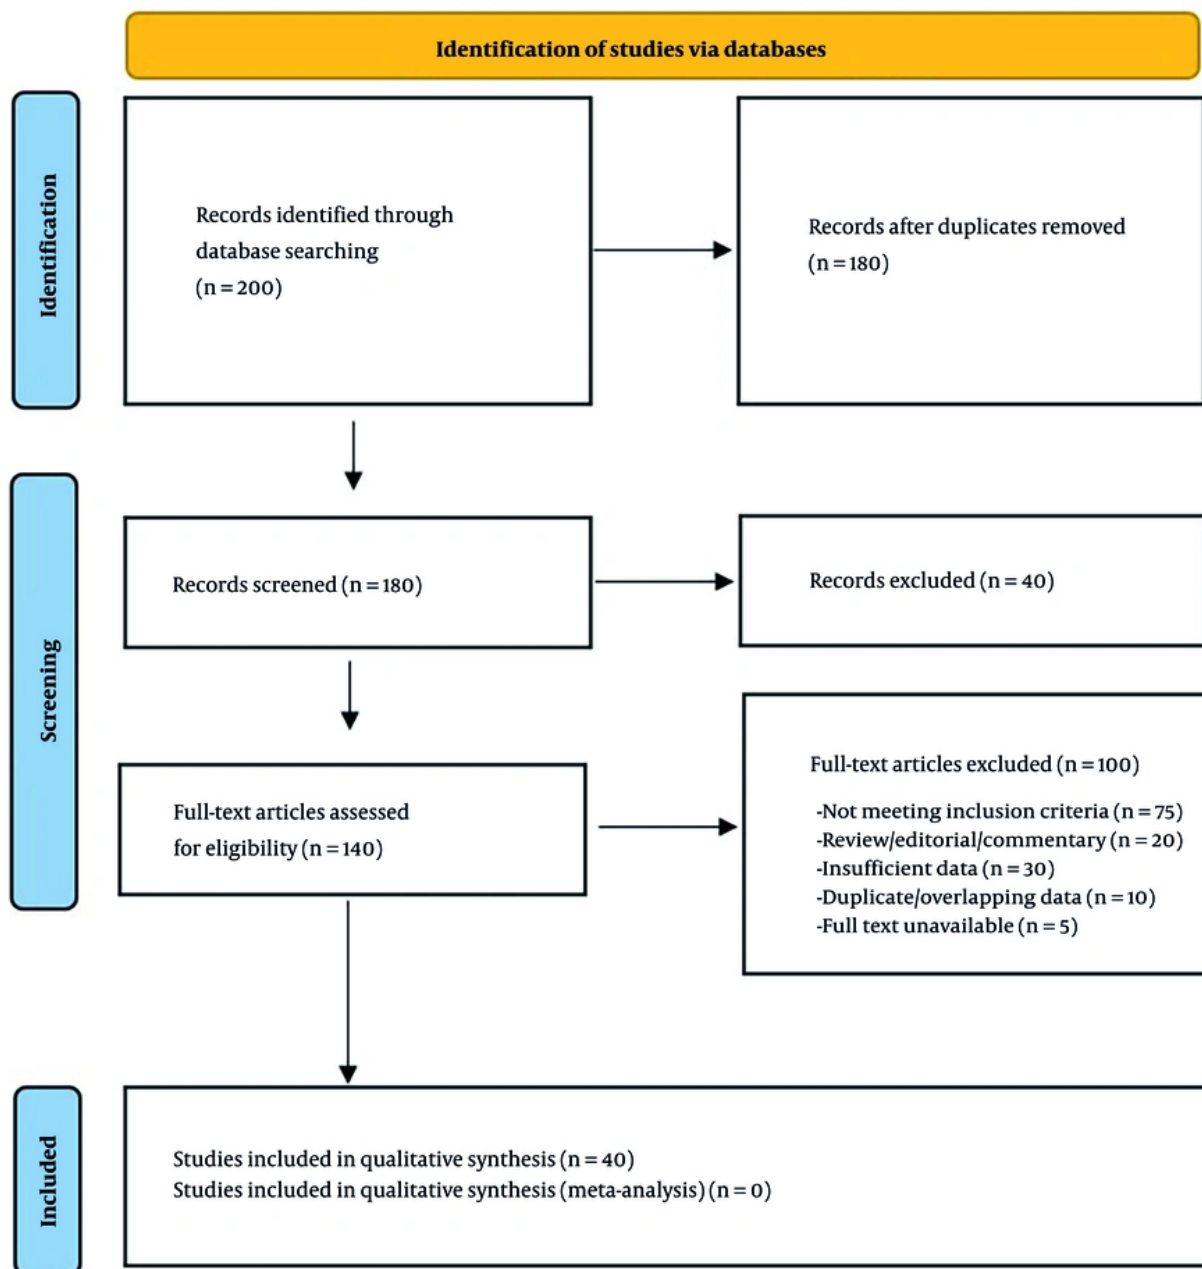 Identification of studies via databases
Identification
Records identified through
database searching
(n = 200)
Records after duplicates removed
(n = 180)
Screening
Records screened (n = 180)
Records excluded (n = 40)
Full-text articles assessed
for eligibility (n = 140)
Full-text articles excluded (n = 100)
-Not meeting inclusion criteria (n = 75)
-Review/editorial/commentary (n = 20)
-Insufficient data (n = 30)
-Duplicate/overlapping data (n = 10)
-Full text unavailable (n = 5)
Included
Studies included in qualitative synthesis (n = 40)
Studies included in qualitative synthesis (meta-analysis) (n = 0)